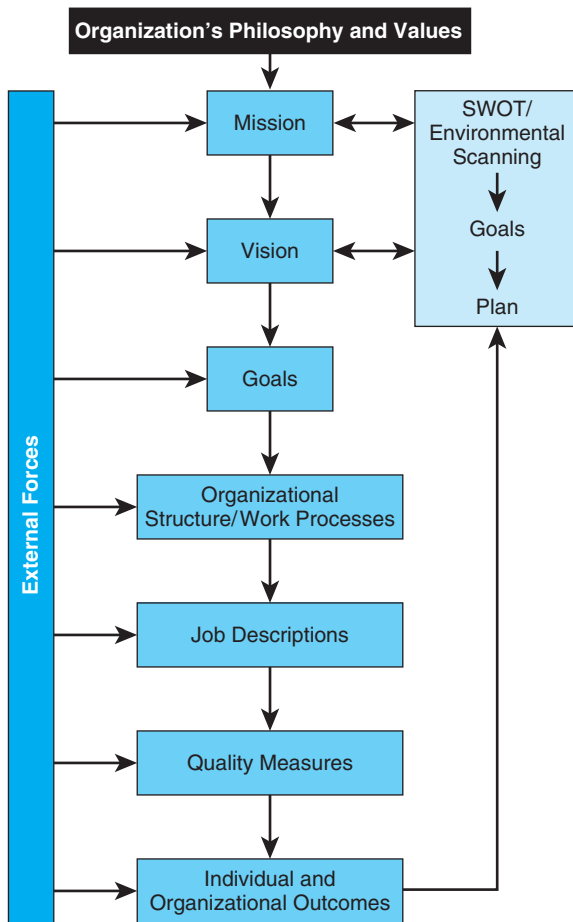 Organization's Philosophy and Values
External Forces
Mission
SWOT/
Environmental
Scanning
Goals
Plan
Vision
Goals
Organizational
Structure/Work Processes
Job Descriptions
Quality Measures
Individual and
Organizational Outcomes